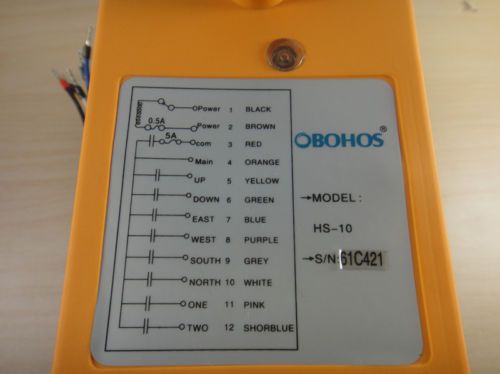 Power 1 BLACK
0.5A Power 2 BROWN
5A com 3 RED
Main 4 ORANGE
UP 5 YELLOW
DOWN 6 GREEN
EAST 7 BLUE
WEST 8 PURPLE
SOUTH 9 GREY
NORTH 10 WHITE
ONE 11 PINK
TWO 12 SHORBLUE
OBOHOS®
→MODEL:
HS-10
→S/N:61C421